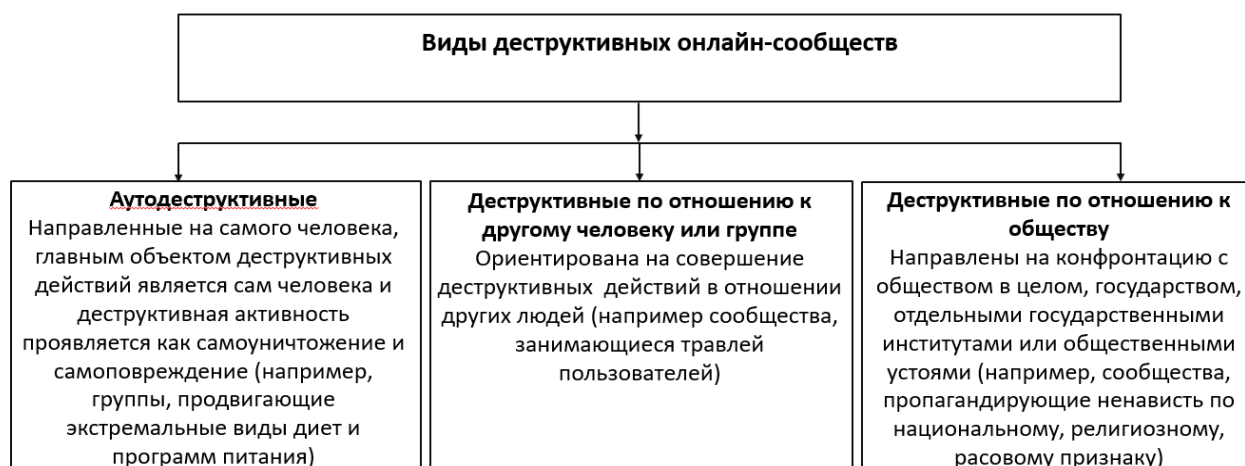 Виды деструктивных онлайн-сообществ
Аутодеструктивные
Направленные на самого человека,
главным объектом деструктивных
действий является сам человека и
деструктивная активность
проявляется как самоуничтожение и
самоповреждение (например,
группы, продвигающие
экстремальные виды диет и
программ питания)
Деструктивные по отношению к
другому человеку или группе
Ориентирована на совершение
деструктивных действий в отношении
других людей (например сообщества,
занимающиеся травлей
пользователей)
Деструктивные по отношению к
обществу
Направлены на конфронтацию с
обществом в целом, государством,
отдельными государственными
институтами или общественными
устоями (например, сообщества,
пропагандирующие ненависть по
национальному, религиозному,
расовому признаку)